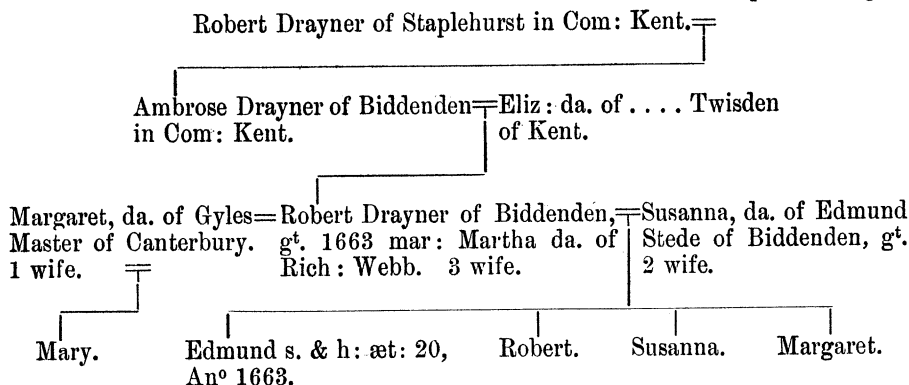 Robert Drayner of Staplehurst in Com: Kent.
Ambrose Drayner of Biddenden
in Com: Kent.
Eliz: da. of .... Twisden
of Kent.
Margaret, da. of Gyles
Master of Canterbury.
1 wife.
Robert Drayner of Biddenden,
gᵗ. 1663 mar: Martha da. of
Rich: Webb. 3 wife.
Susanna, da. of Edmund
Stede of Biddenden, gᵗ.
2 wife.
Mary.
Edmund s. & h: æt: 20,
Anº 1663.
Robert.
Susanna.
Margaret.